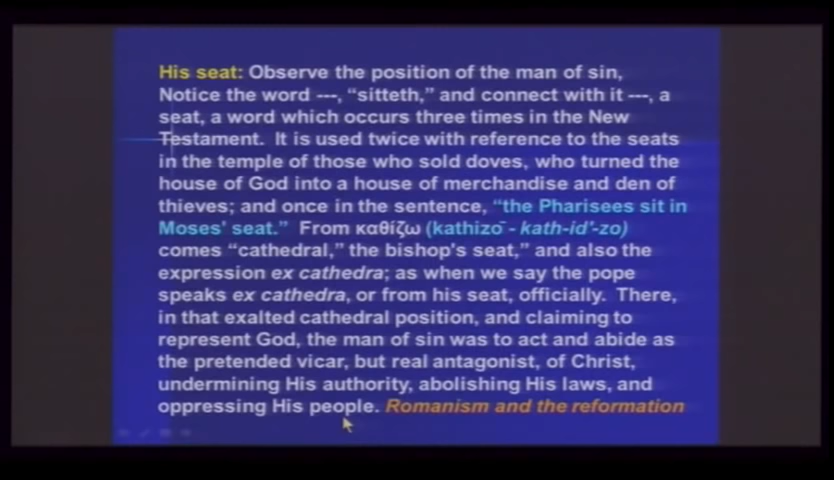 His seat: Observe the position of the man of sin,
Notice the word ---, “sitteth,” and connect with it ---, a
seat, a word which occurs three times in the New
Testament.  It is used twice with reference to the seats
in the temple of those who sold doves, who turned the
house of God into a house of merchandise and den of
thieves; and once in the sentence, “the Pharisees sit in
Moses' seat.”  From καθίζω (kathizō - kath-id'-zo)
comes “cathedral,” the bishop's seat,” and also the
expression ex cathedra; as when we say the pope
speaks ex cathedra, or from his seat, officially.  There,
in that exalted cathedral position, and claiming to
represent God, the man of sin was to act and abide as
the pretended vicar, but real antagonist, of Christ,
undermining His authority, abolishing His laws, and
oppressing His people. Romanism and the reformation